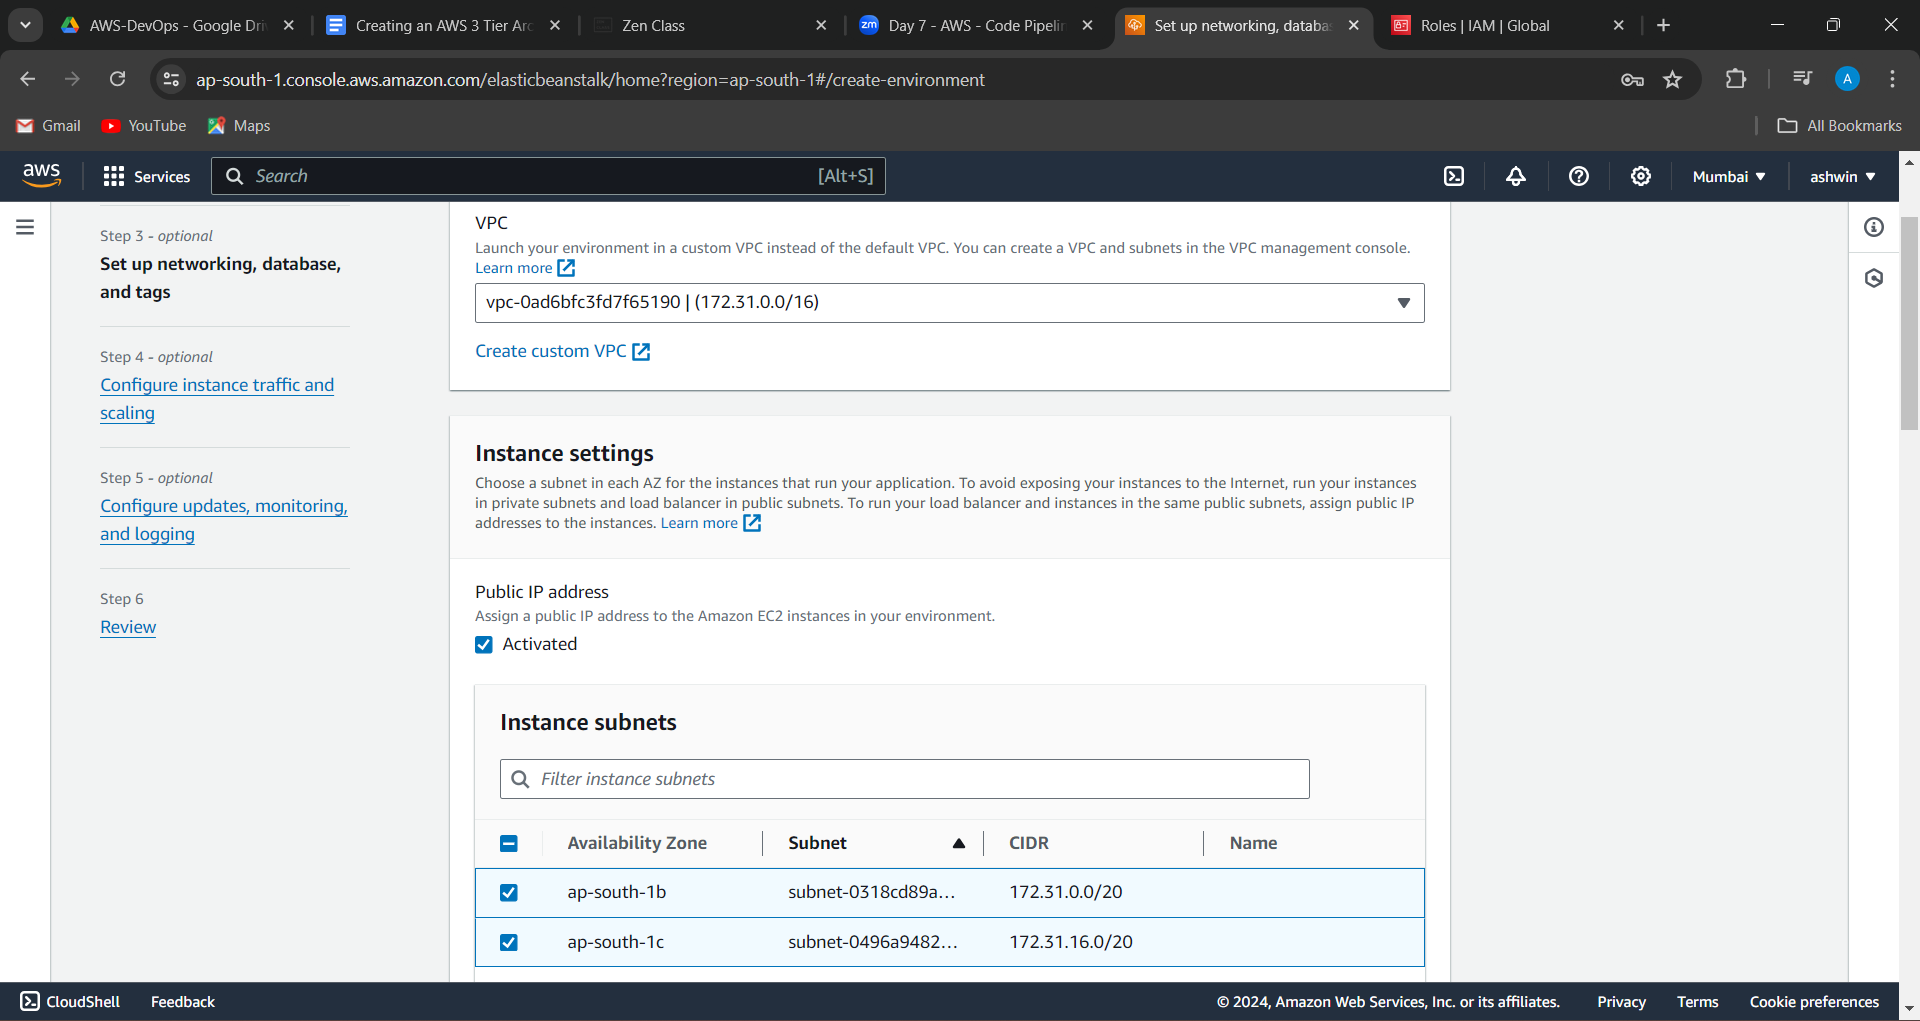 AWS-DevOps - Google Dri
Creating an AWS 3 Tier Arc
Zen Class
zm Day 7 - AWS - Code Pipelin
Set up networking, databa
Roles | IAM | Global
ap-south-1.console.aws.amazon.com/elasticbeanstalk/home?region=ap-south-1#/create-environment
A
Gmail
YouTube
Maps
All Bookmarks
aws
Services
Search
[Alt+S]
Mumbai
ashwin
Step 3 - optional
Set up networking, database,
and tags
Step 4 - optional
Configure instance traffic and
scaling
Step 5 - optional
Configure updates, monitoring,
and logging
Step 6
Review
VPC
Launch your environment in a custom VPC instead of the default VPC. You can create a VPC and subnets in the VPC management console.
Learn more
vpc-0ad6bfc3fd7f65190 | (172.31.0.0/16)
Create custom VPC
Instance settings
Choose a subnet in each AZ for the instances that run your application. To avoid exposing your instances to the Internet, run your instances
in private subnets and load balancer in public subnets. To run your load balancer and instances in the same public subnets, assign public IP
addresses to the instances. Learn more
Public IP address
Assign a public IP address to the Amazon EC2 instances in your environment.
Activated
Instance subnets
Filter instance subnets
Availability Zone
Subnet
CIDR
Name
ap-south-1b subnet-0318cd89a... 172.31.0.0/20
ap-south-1c subnet-0496a9482... 172.31.16.0/20
CloudShell
Feedback
© 2024, Amazon Web Services, Inc. or its affiliates.
Privacy
Terms
Cookie preferences